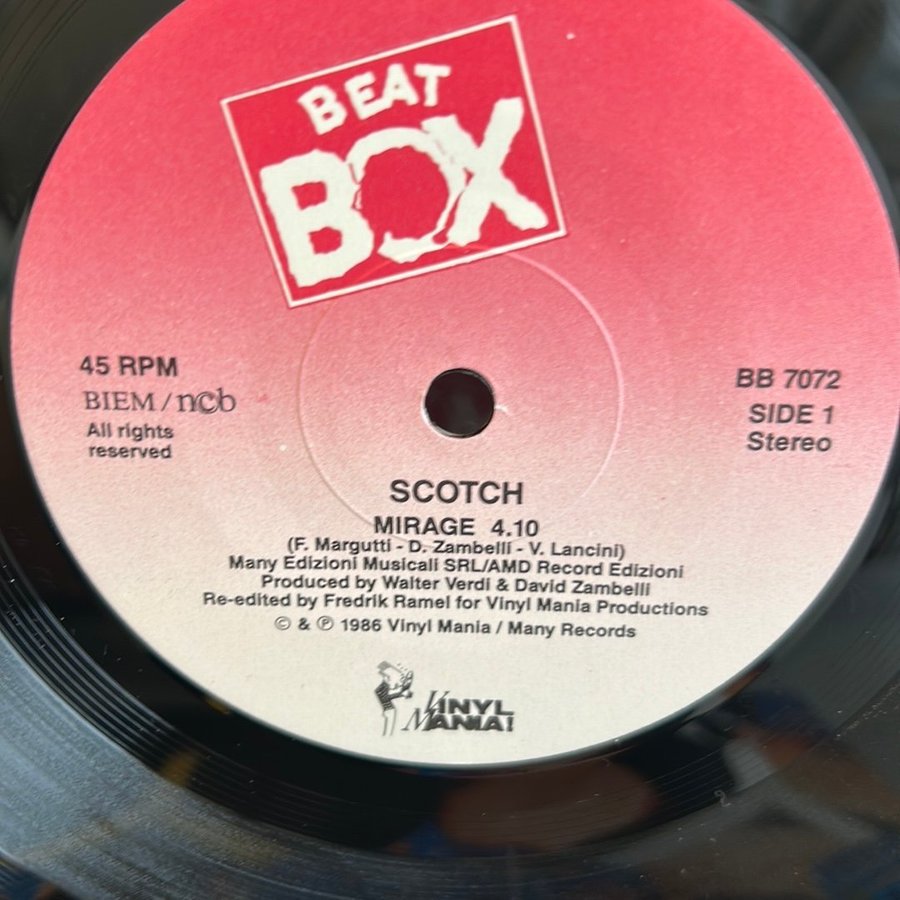 BEAT
BOX
45 RPM
BIEM / ncb
All rights
reserved
BB 7072
SIDE 1
Stereo
SCOTCH
MIRAGE 4.10
(F. Margutti - D. Zambelli - V. Lancini)
Many Edizioni Musicali SRL/AMD Record Edizioni
Produced by Walter Verdi & David Zambelli
Re-edited by Fredrik Ramel for Vinyl Mania Productions
© & ℗ 1986 Vinyl Mania / Many Records
VINYL
MANIA!